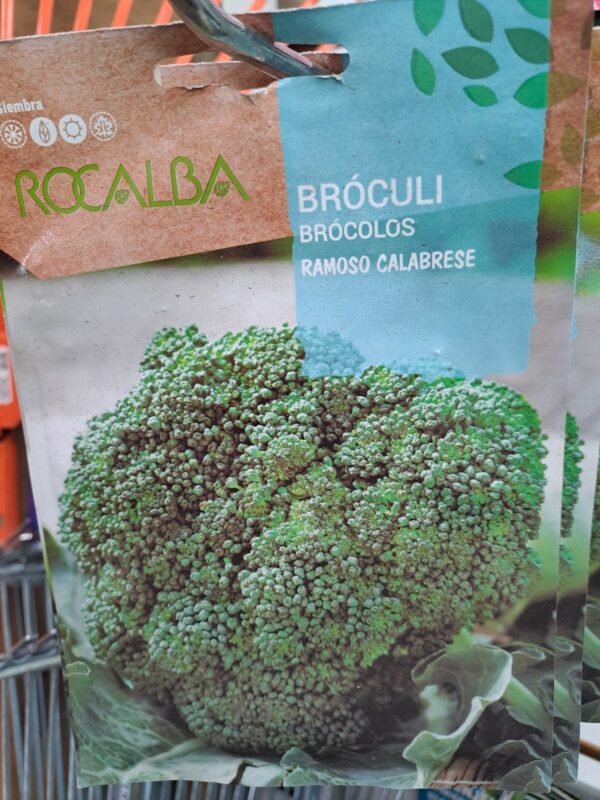 Siembra
ROCALBA
BRÓCULI
BRÓCOLOS
RAMOSO CALABRESE